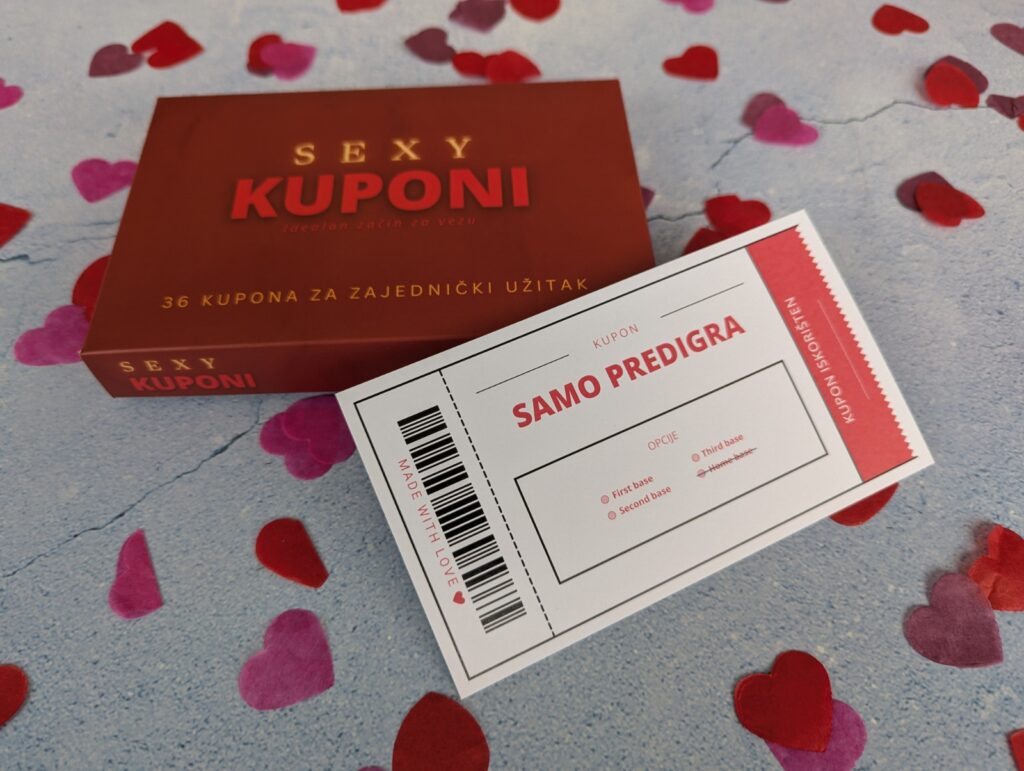 SEXY
KUPONI
idealan začin za vezu
36 KUPONA ZA ZAJEDNIČKI UŽITAK
SEXY
KUPONI
KUPON
SAMO PREDIGRA
OPCIJE
First base
Second base
Third base
Home base
MADE WITH LOVE
KUPON ISKORIŠTEN